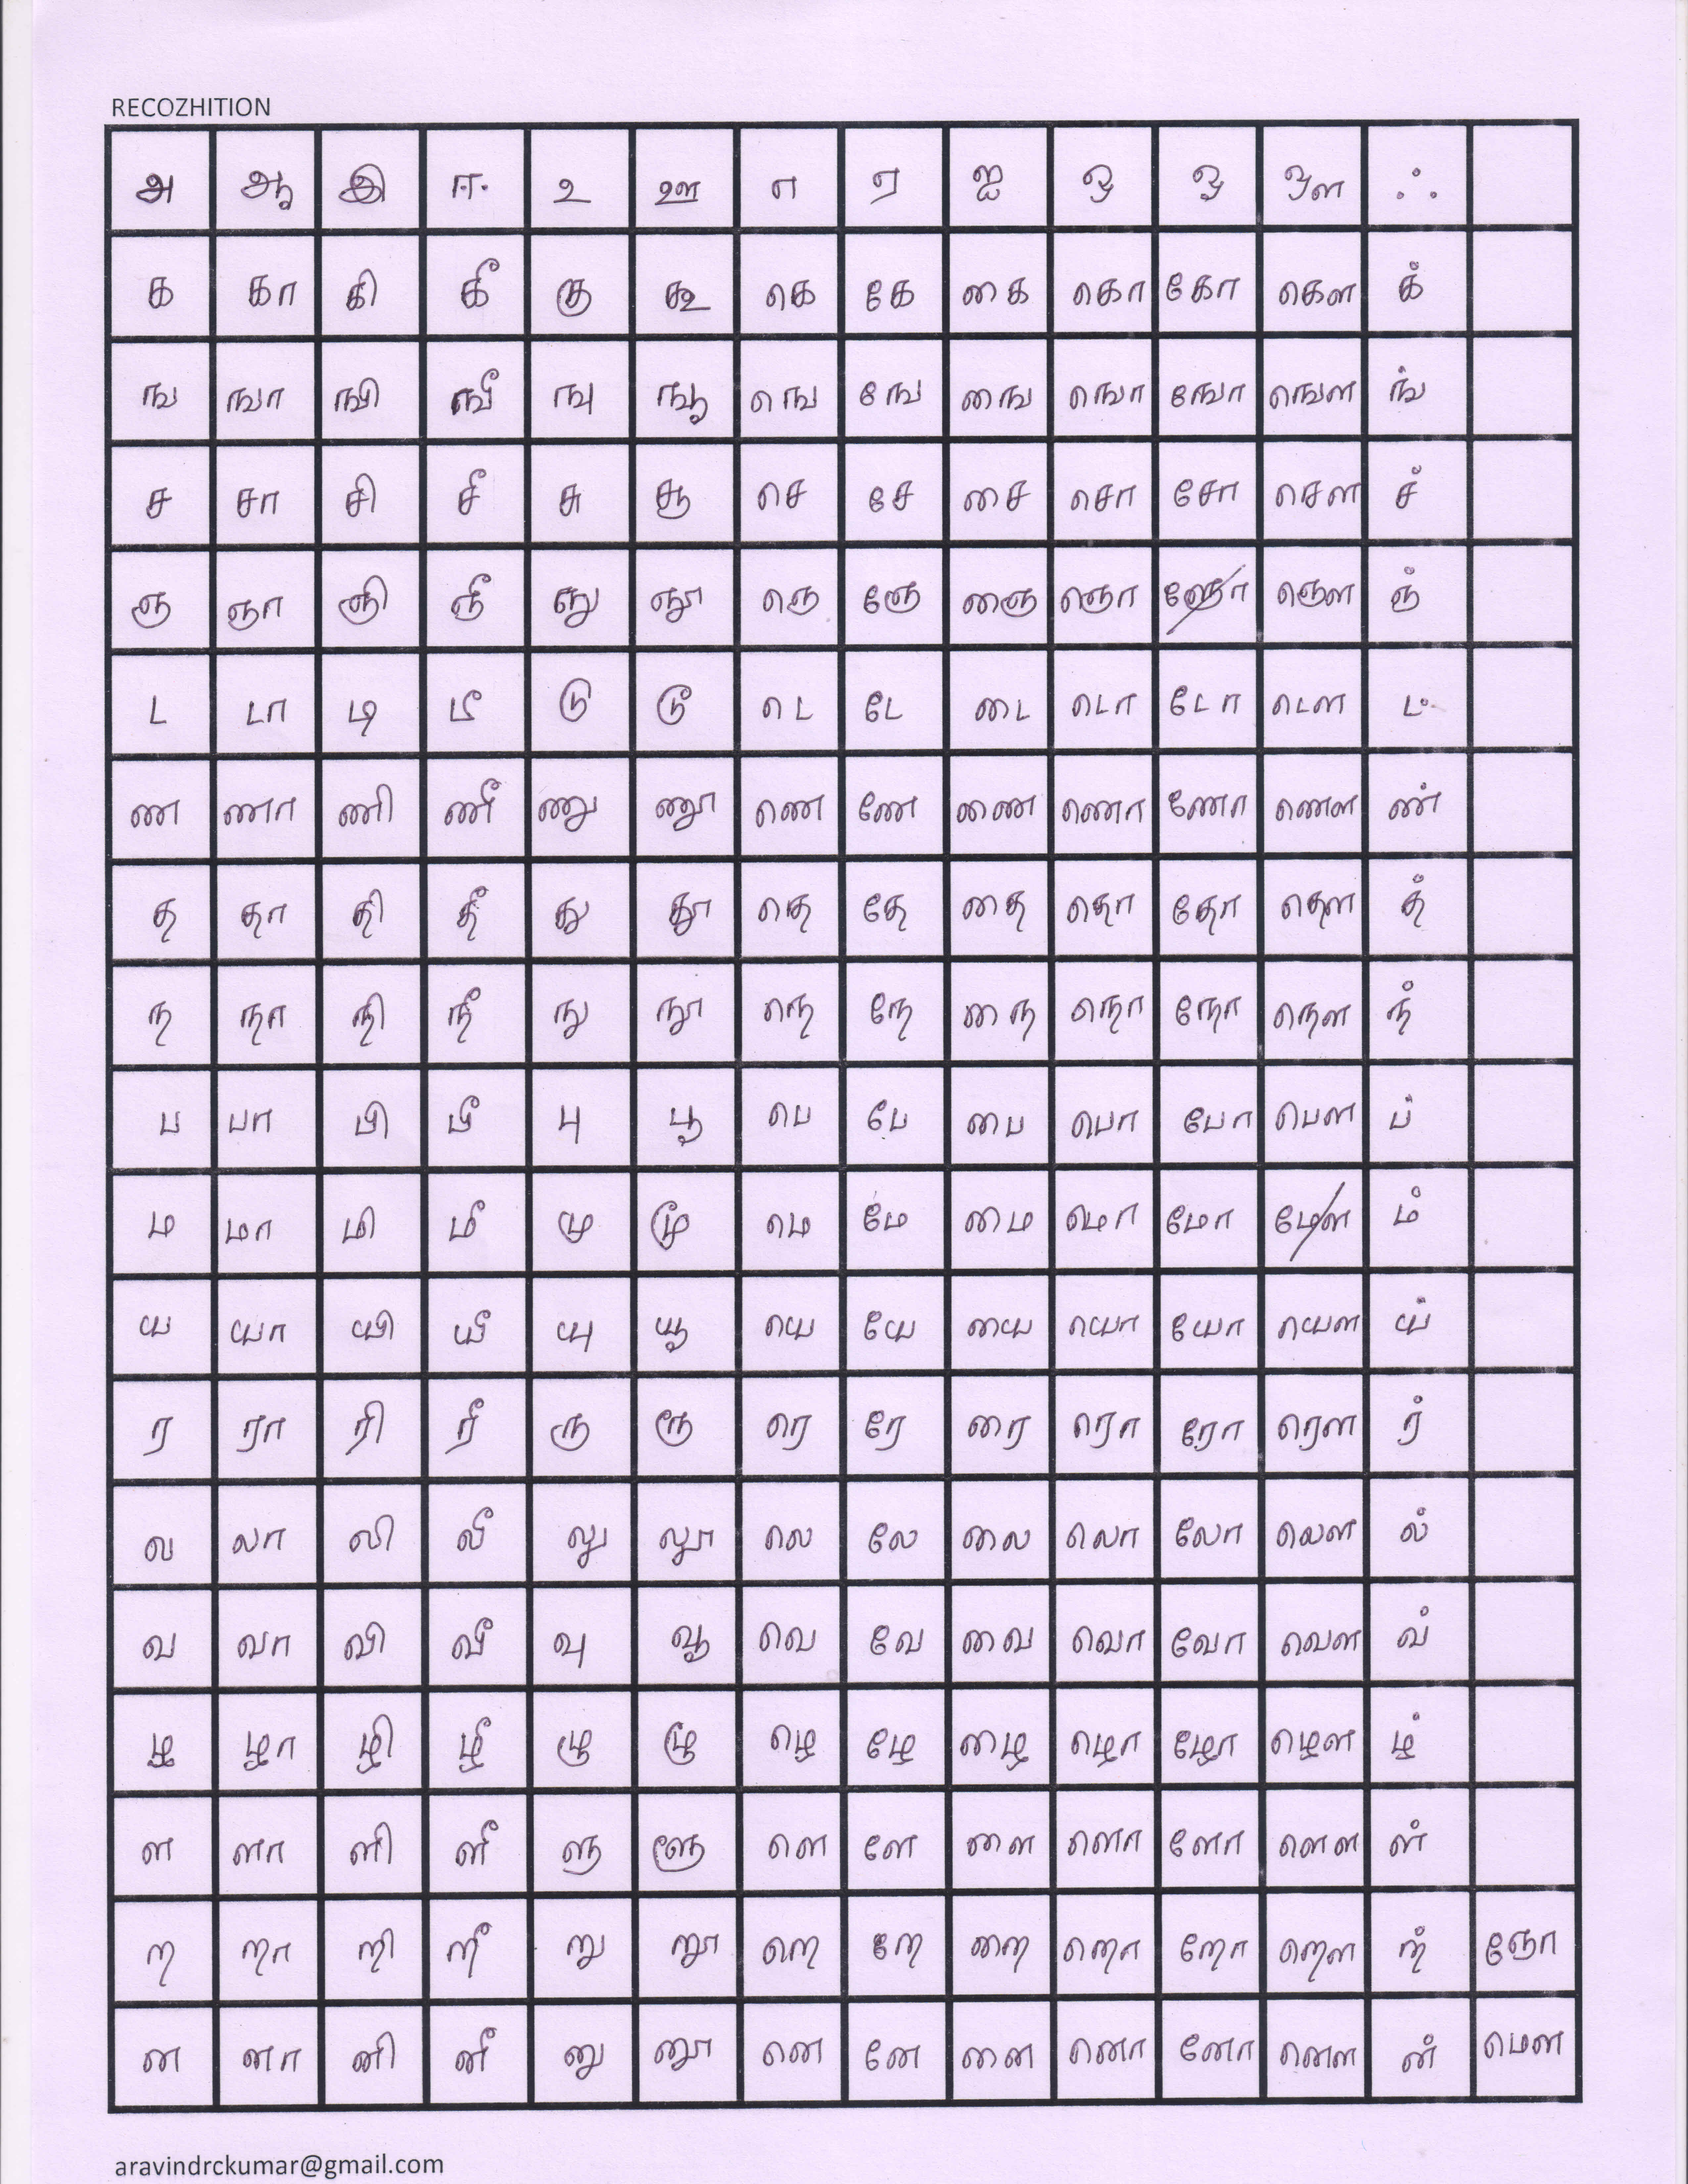 RECOZHITION
அ ஆ இ ஈ உ ஊ எ ஏ ஐ ஒ ஓ ஔ ஃ
க கா கி கீ கு கூ கெ கே கை கொ கோ கௌ க்
ங ஙா ஙி ஙீ ஙு ஙூ ஙெ ஙே ஙை ஙொ ஙோ ஙௌ ங்
ச சா சி சீ சு சூ செ சே சை சொ சோ சௌ ச்
ஞ ஞா ஞி ஞீ ஞு ஞூ ஞெ ஞே ஞை ஞொ ஞௌ ஞ்
ட டா டி டீ டு டூ டெ டே டை டொ டோ டௌ ட்
ண ணா ணி ணீ ணு ணூ ணெ ணே ணை ணொ ணோ ணௌ ண்
த தா தி தீ து தூ தெ தே தை தொ தோ தௌ த்
ந நா நி நீ நு நூ நெ நே நை நொ நோ நௌ ந்
ப பா பி பீ பு பூ பெ பே பை பொ போ பௌ ப்
ம மா மி மீ மு மூ மெ மே மை மொ மோ ம்
ய யா யி யீ யு யூ யெ யே யை யொ யோ யௌ ய்
ர ரா ரி ரீ ரு ரூ ரெ ரே ரை ரொ ரோ ரௌ ர்
ல லா லி லீ லு லூ லெ லே லை லொ லோ லௌ ல்
வ வா வி வீ வு வூ வெ வே வை வொ வோ வௌ வ்
ழ ழா ழி ழீ ழு ழூ ழெ ழே ழை ழொ ழோ ழௌ ழ்
ள ளா ளி ளீ ளு ளூ ளெ ளே ளை ளொ ளோ ளௌ ள்
ற றா றி றீ று றூ றெ றே றை றொ றோ றௌ ற் ஞோ
ன னா னி னீ னு னூ னெ னே னை னொ னோ னௌ ன் மௌ
aravindrckumar@gmail.com